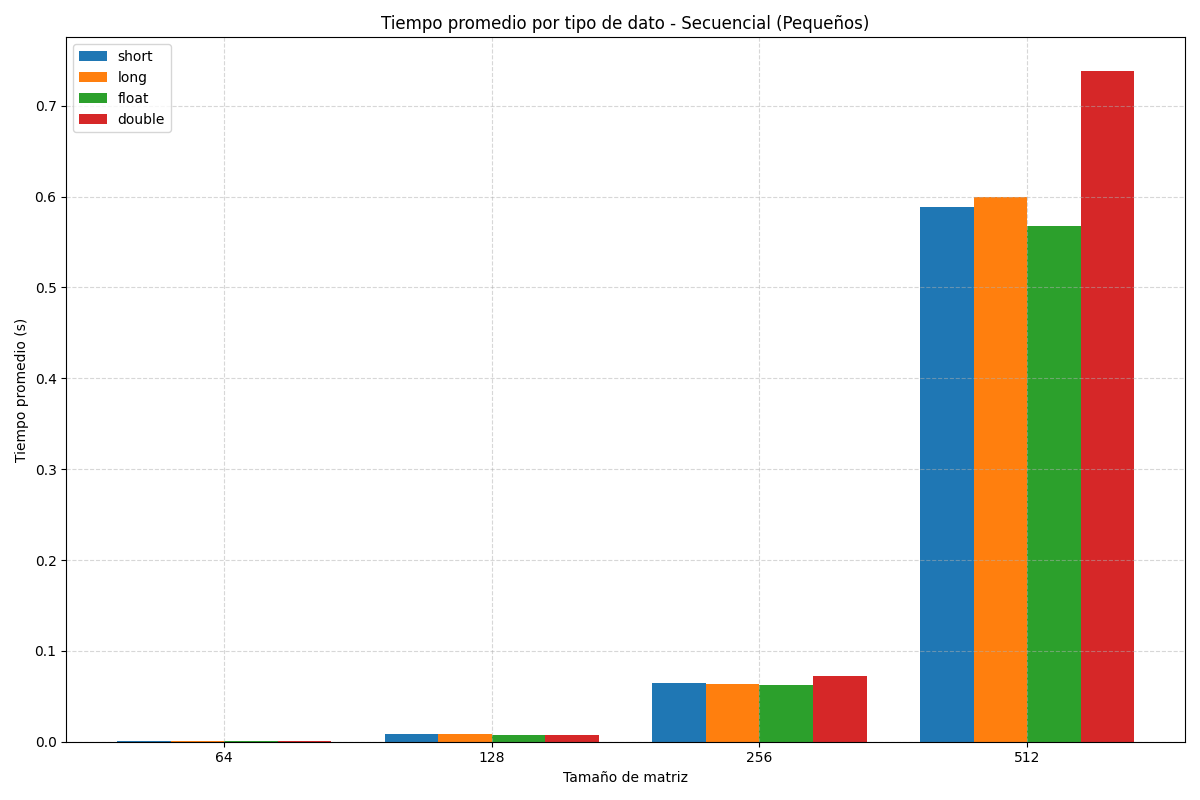 Tiempo promedio por tipo de dato - Secuencial (Pequeños)
short
long
float
double
Tiempo promedio (s)
0.7
0.6
0.5
0.4
0.3
0.2
0.1
0.0
64 128 256 512
Tamaño de matriz